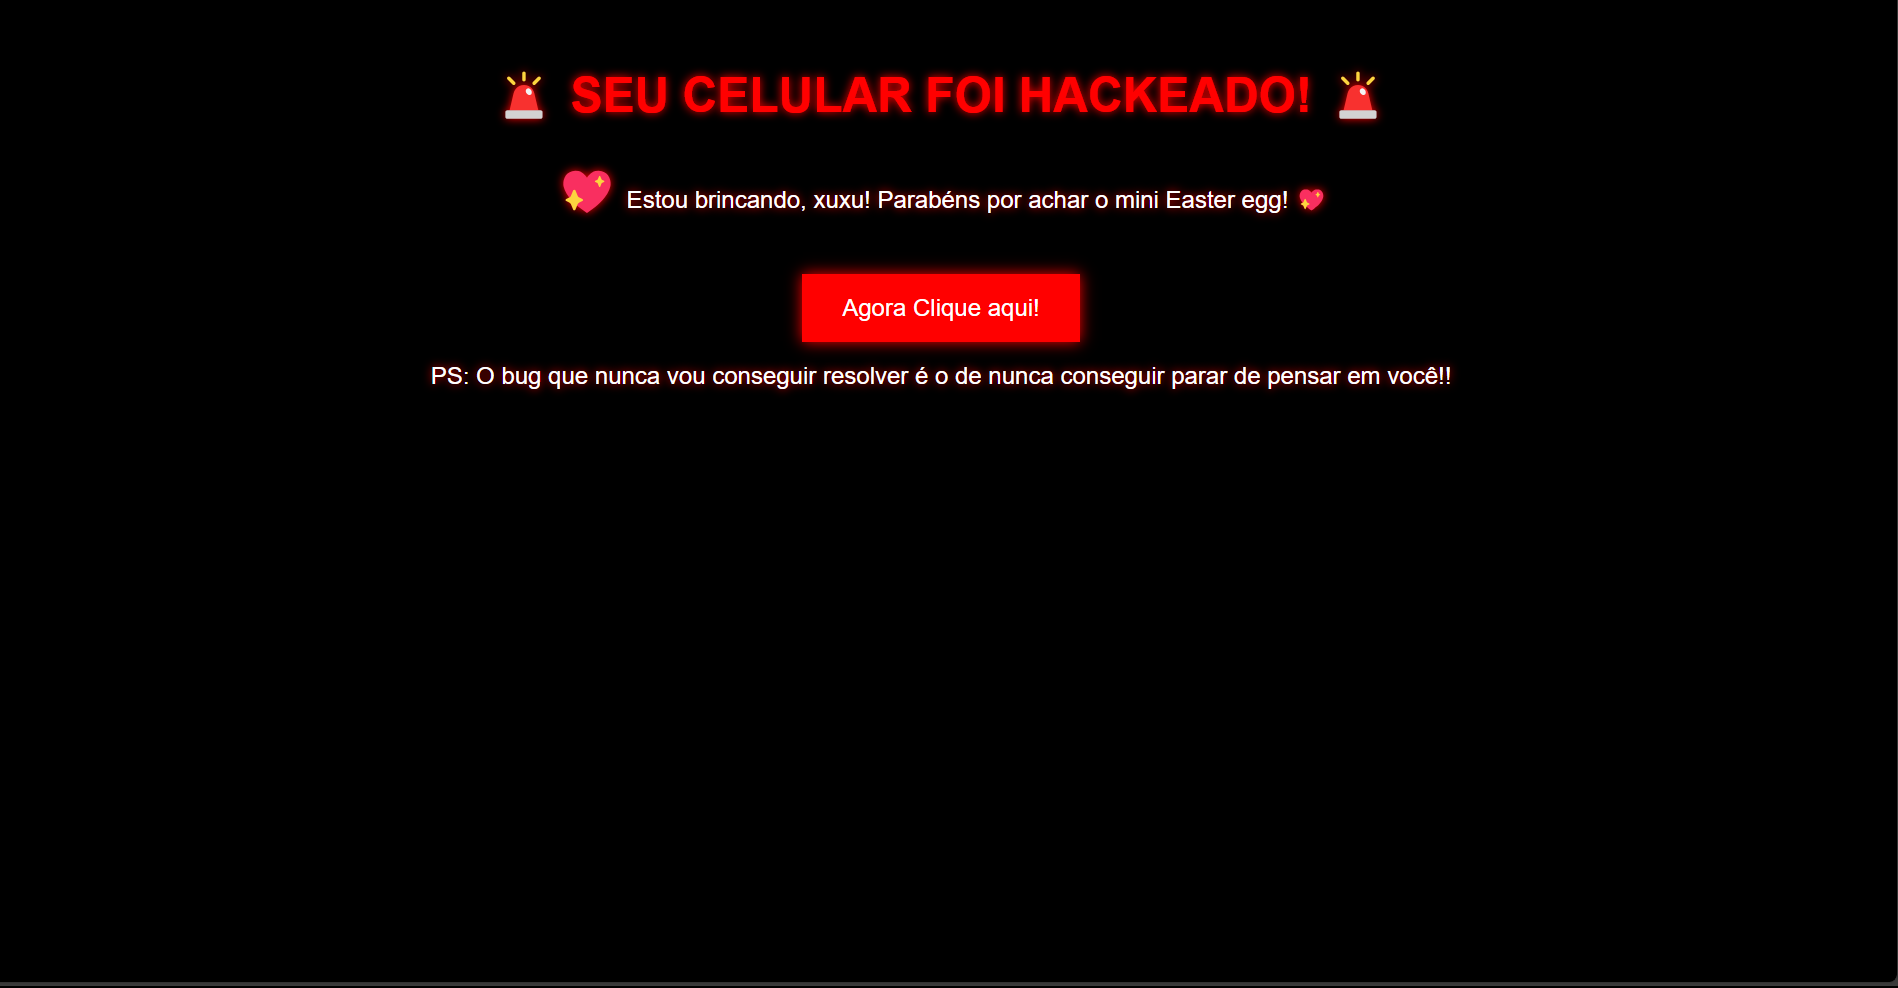 🚨 SEU CELULAR FOI HACKEADO! 🚨
💖 Estou brincando, xuxu! Parabéns por achar o mini Easter egg! 💖
Agora Clique aqui!
PS: O bug que nunca vou conseguir resolver é o de nunca conseguir parar de pensar em você!!